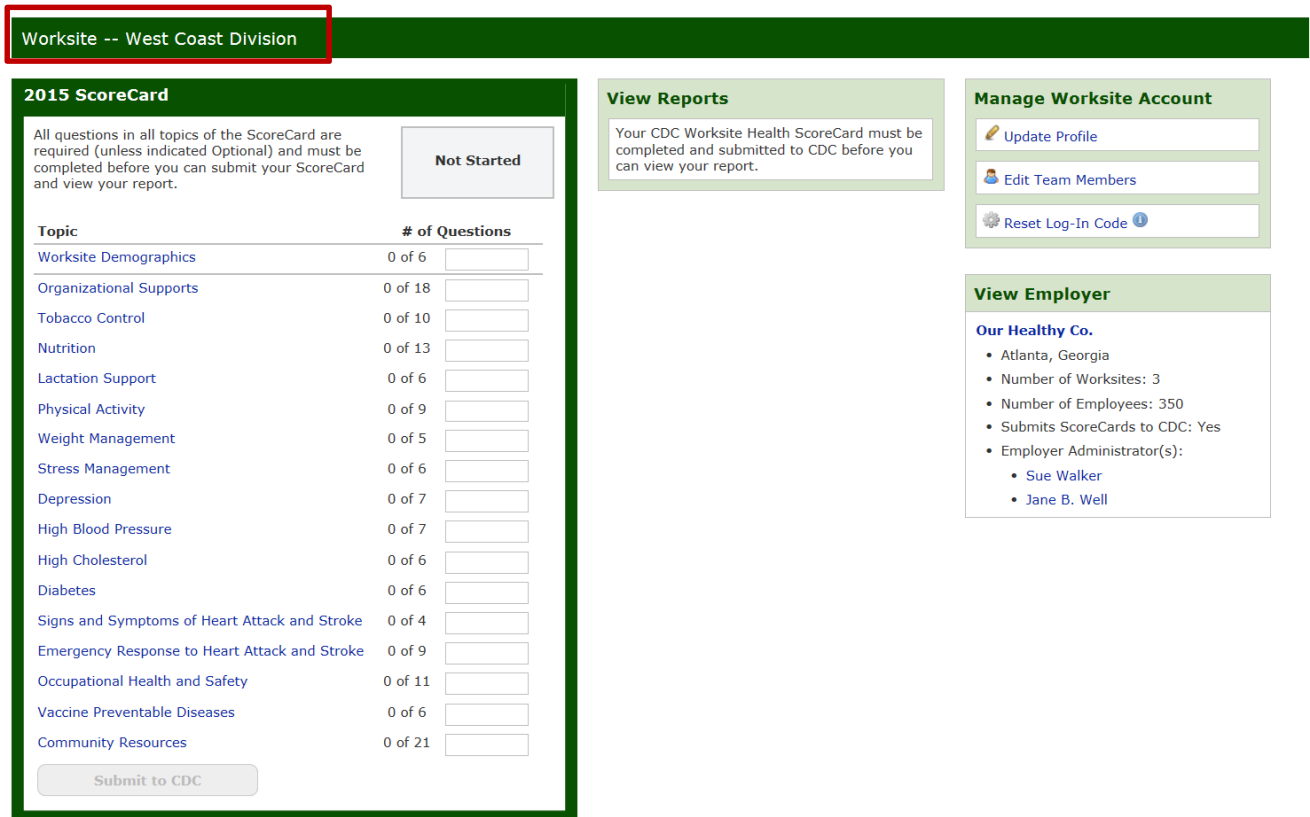 Worksite -- West Coast Division
2015 ScoreCard
All questions in all topics of the ScoreCard are
required (unless indicated Optional) and must be
completed before you can submit your ScoreCard
and view your report.
Not Started
Topic # of Questions
Worksite Demographics 0 of 6
Organizational Supports 0 of 18
Tobacco Control 0 of 10
Nutrition 0 of 13
Lactation Support 0 of 6
Physical Activity 0 of 9
Weight Management 0 of 5
Stress Management 0 of 6
Depression 0 of 7
High Blood Pressure 0 of 7
High Cholesterol 0 of 6
Diabetes 0 of 6
Signs and Symptoms of Heart Attack and Stroke 0 of 4
Emergency Response to Heart Attack and Stroke 0 of 9
Occupational Health and Safety 0 of 11
Vaccine Preventable Diseases 0 of 6
Community Resources 0 of 21
Submit to CDC
View Reports
Your CDC Worksite Health ScoreCard must be
completed and submitted to CDC before you
can view your report.
Manage Worksite Account
Update Profile
Edit Team Members
Reset Log-In Code i
View Employer
Our Healthy Co.
• Atlanta, Georgia
• Number of Worksites: 3
• Number of Employees: 350
• Submits ScoreCards to CDC: Yes
• Employer Administrator(s):
• Sue Walker
• Jane B. Well